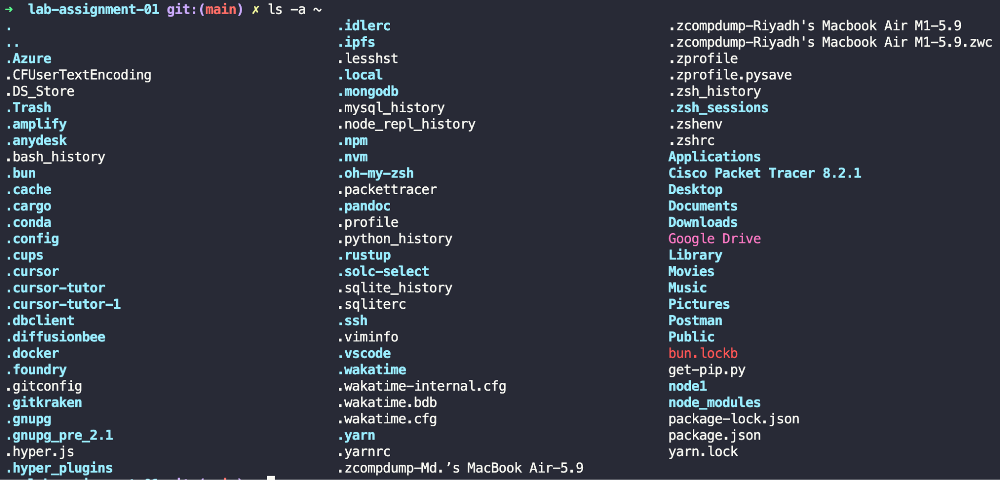 ➜ lab-assignment-01 git:(main) ✗ ls -a ~
. .idlerc .zcompdump-Riyadh's Macbook Air M1-5.9
.. .ipfs .zcompdump-Riyadh's Macbook Air M1-5.9.zwc
.Azure .lesshst .zprofile
.CFUserTextEncoding .local .zprofile.pysave
.DS_Store .mongodb .zsh_history
.Trash .mysql_history .zsh_sessions
.amplify .node_repl_history .zshenv
.anydesk .npm .zshrc
.bash_history .nvm Applications
.bun .oh-my-zsh Cisco Packet Tracer 8.2.1
.cache .packettracer Desktop
.cargo .pandoc Documents
.conda .profile Downloads
.config .python_history Google Drive
.cups .rustup Library
.cursor .solc-select Movies
.cursor-tutor .sqlite_history Music
.cursor-tutor-1 .sqliterc Pictures
.dbclient .ssh Postman
.diffusionbee .viminfo Public
.docker .vscode bun.lockb
.foundry .wakatime get-pip.py
.gitconfig .wakatime-internal.cfg node1
.gitkraken .wakatime.bdb node_modules
.gnupg .wakatime.cfg package-lock.json
.gnupg_pre_2.1 .yarn package.json
.hyper.js .yarnrc yarn.lock
.hyper_plugins .zcompdump-Md.’s MacBook Air-5.9